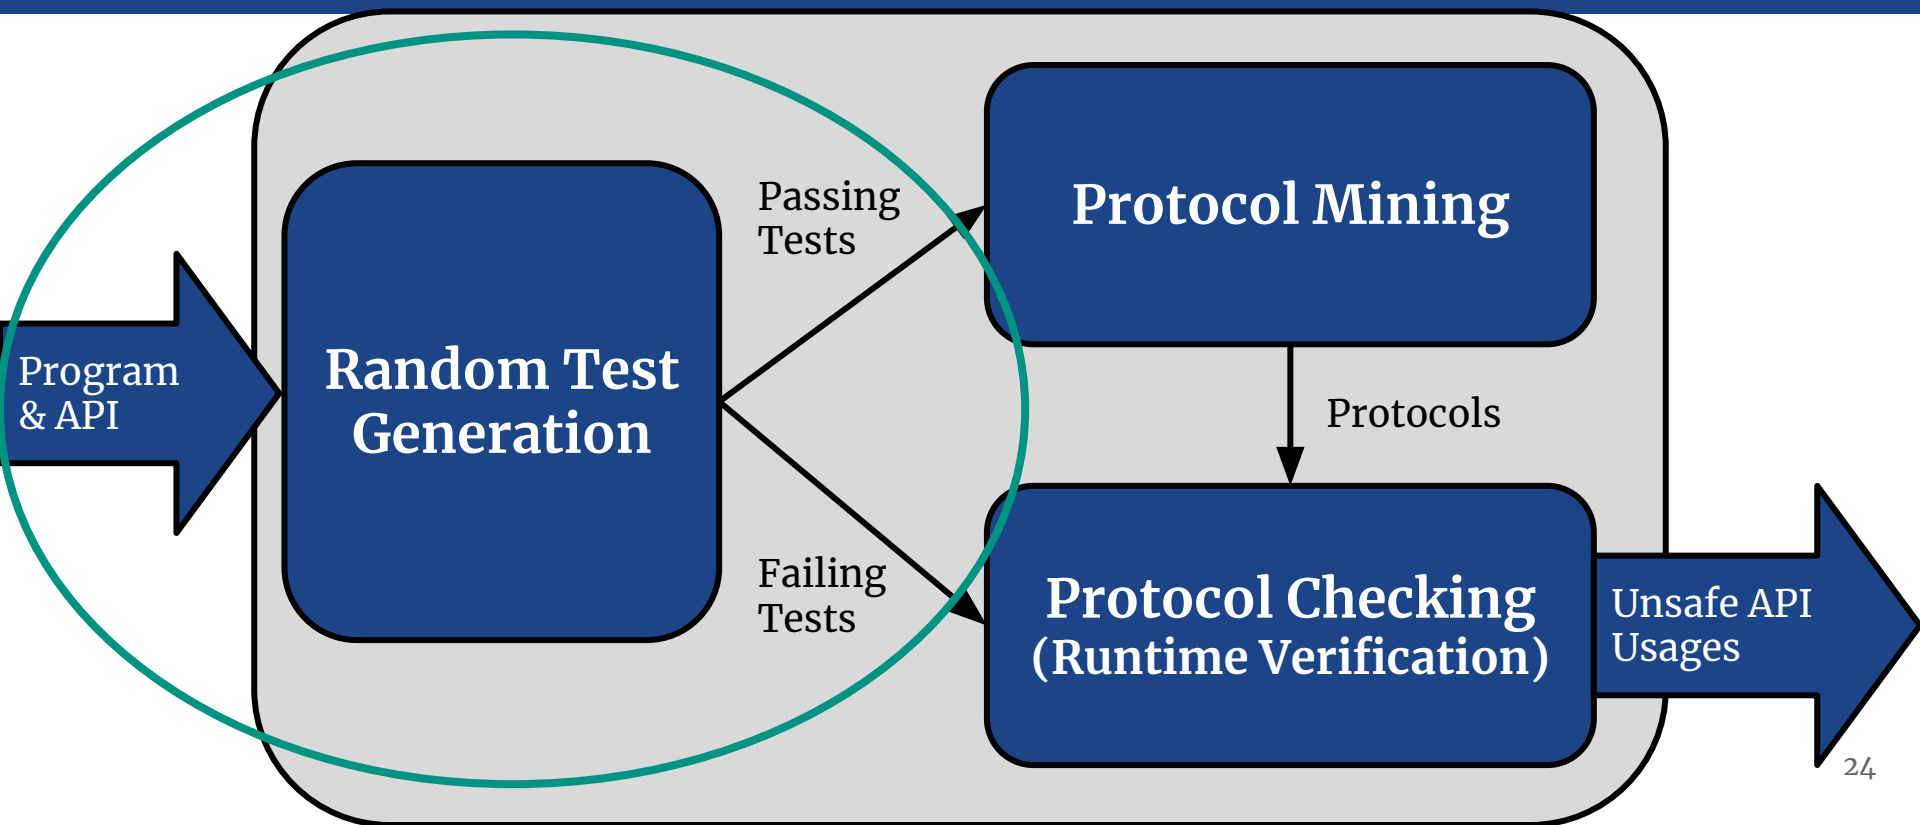 Program
& API
Random Test
Generation
Passing
Tests
Failing
Tests
Protocol Mining
Protocols
Protocol Checking
(Runtime Verification)
Unsafe API
Usages
24